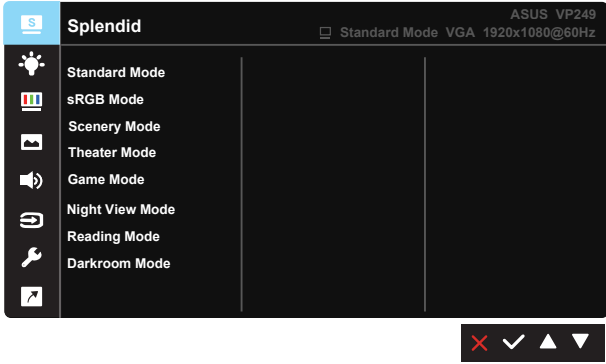 S
Splendid
ASUS VP249
Standard Mode VGA 1920x1080@60Hz
Standard Mode
sRGB Mode
Scenery Mode
Theater Mode
Game Mode
Night View Mode
Reading Mode
Darkroom Mode